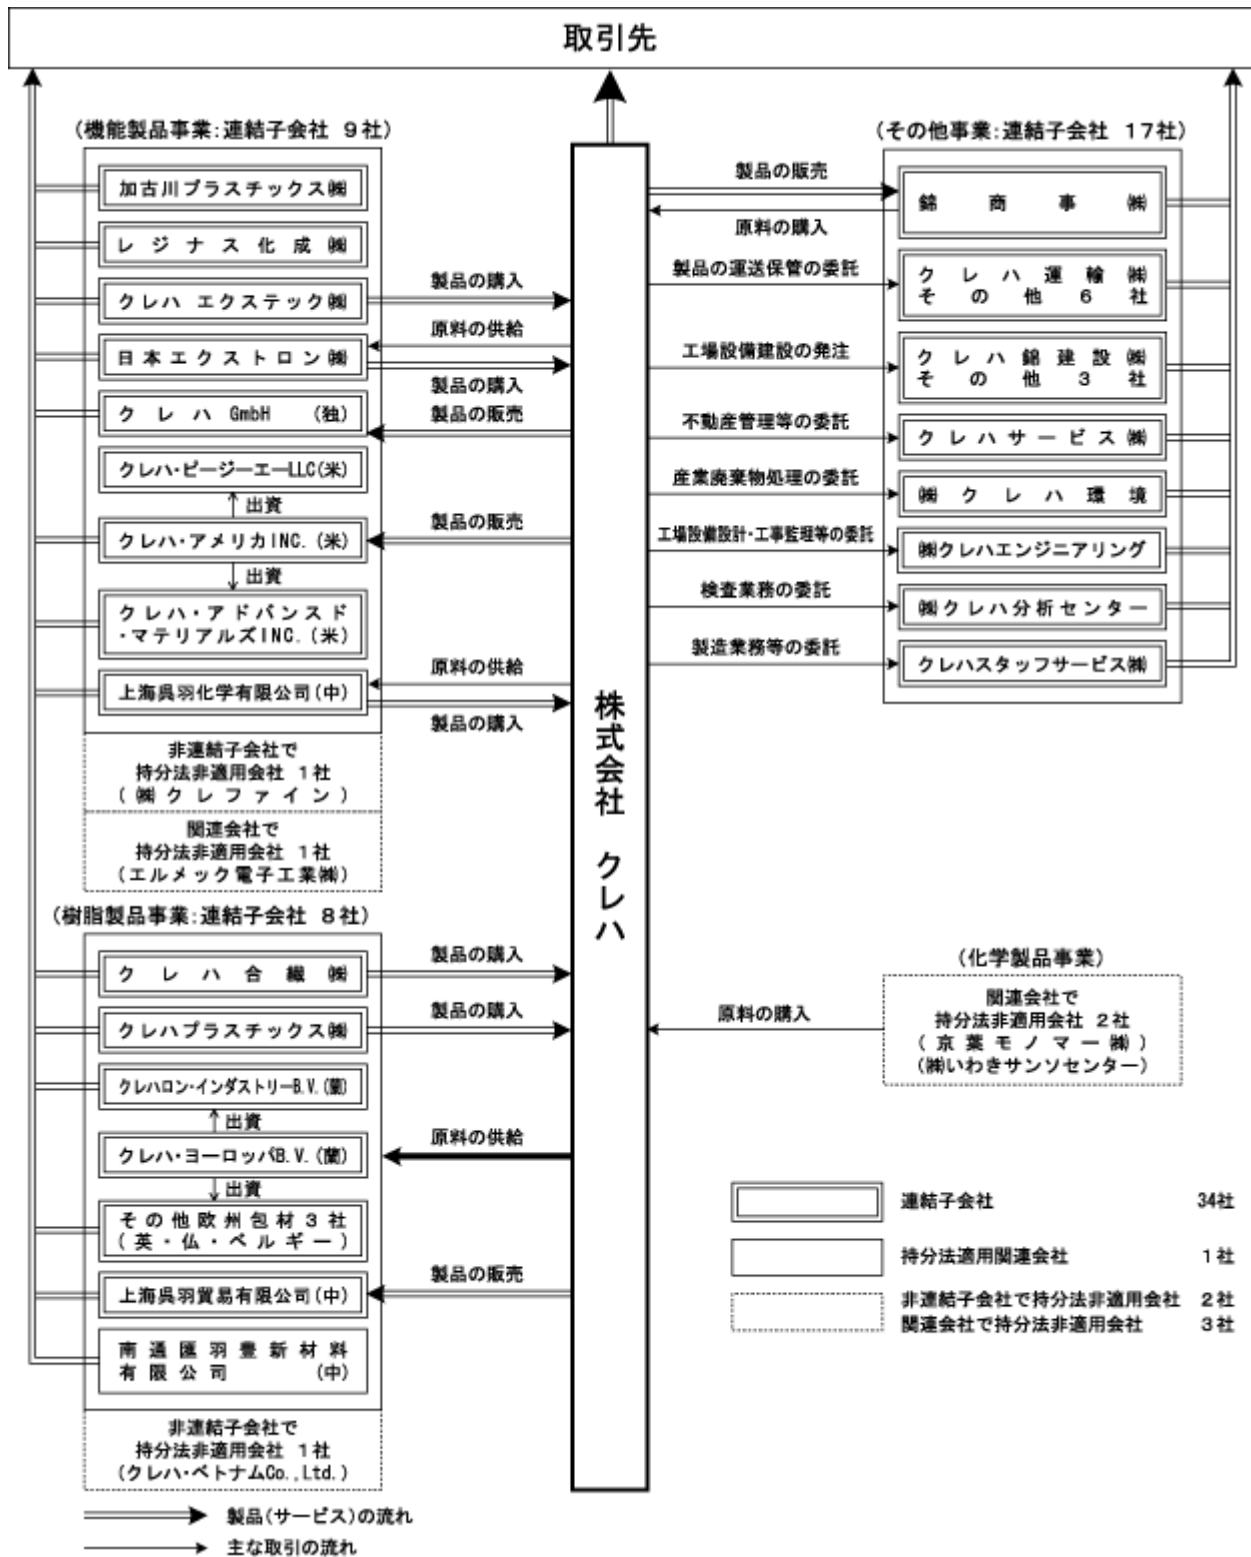 取引先
(機能製品事業:連結子会社 9社)
加古川プラスチックス㈱
レジナス化成㈱
クレハ エクステック㈱
日本エクストロン㈱
クレハ GmbH (独)
クレハ・ピージーエーLLC(米)
出資
クレハ・アメリカINC.(米)
出資
クレハ・アドバンスド
・マテリアルズINC.(米)
上海呉羽化学有限公司(中)
非連結子会社で
持分法非適用会社 1社
(㈱クレファイン)
関連会社で
持分法非適用会社 1社
(エルメック電子工業㈱)
製品の購入
原料の供給
製品の購入
製品の販売
製品の販売
原料の供給
製品の購入
(樹脂製品事業:連結子会社 8社)
クレハ合繊㈱
クレハプラスチックス㈱
クレハロン・インダストリーB.V.(蘭)
出資
クレハ・ヨーロッパB.V.(蘭)
出資
その他欧州包材3社
(英・仏・ベルギー)
上海呉羽貿易有限公司(中)
南通匯羽豊新材料
有限公司 (中)
非連結子会社で
持分法非適用会社 1社
(クレハ・ベトナムCo.,Ltd.)
製品の購入
製品の購入
原料の供給
製品の販売
株式会社 クレハ
(その他事業:連結子会社 17社)
製品の販売
原料の購入
製品の運送保管の委託
工場設備建設の発注
不動産管理等の委託
産業廃棄物処理の委託
工場設備設計・工事監理等の委託
検査業務の委託
製造業務等の委託
錦商事㈱
クレハ運輸㈱
その他6社
クレハ錦建設㈱
その他3社
クレハサービス㈱
㈱クレハ環境
㈱クレハエンジニアリング
㈱クレハ分析センター
クレハスタッフサービス㈱
(化学製品事業)
原料の購入
関連会社で
持分法非適用会社 2社
(京葉モノマー㈱)
(㈱いわきサンソセンター)
連結子会社 34社
持分法適用関連会社 1社
非連結子会社で持分法非適用会社 2社
関連会社で持分法非適用会社 3社
製品(サービス)の流れ
主な取引の流れ